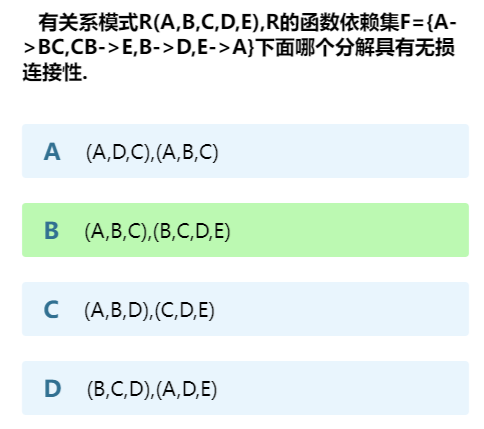 有关系模式R(A,B,C,D,E),R的函数依赖集F={A-
>BC,CB->E,B->D,E->A}下面哪个分解具有无损
连接性.
A (A,D,C),(A,B,C)
B (A,B,C),(B,C,D,E)
C (A,B,D),(C,D,E)
D (B,C,D),(A,D,E)